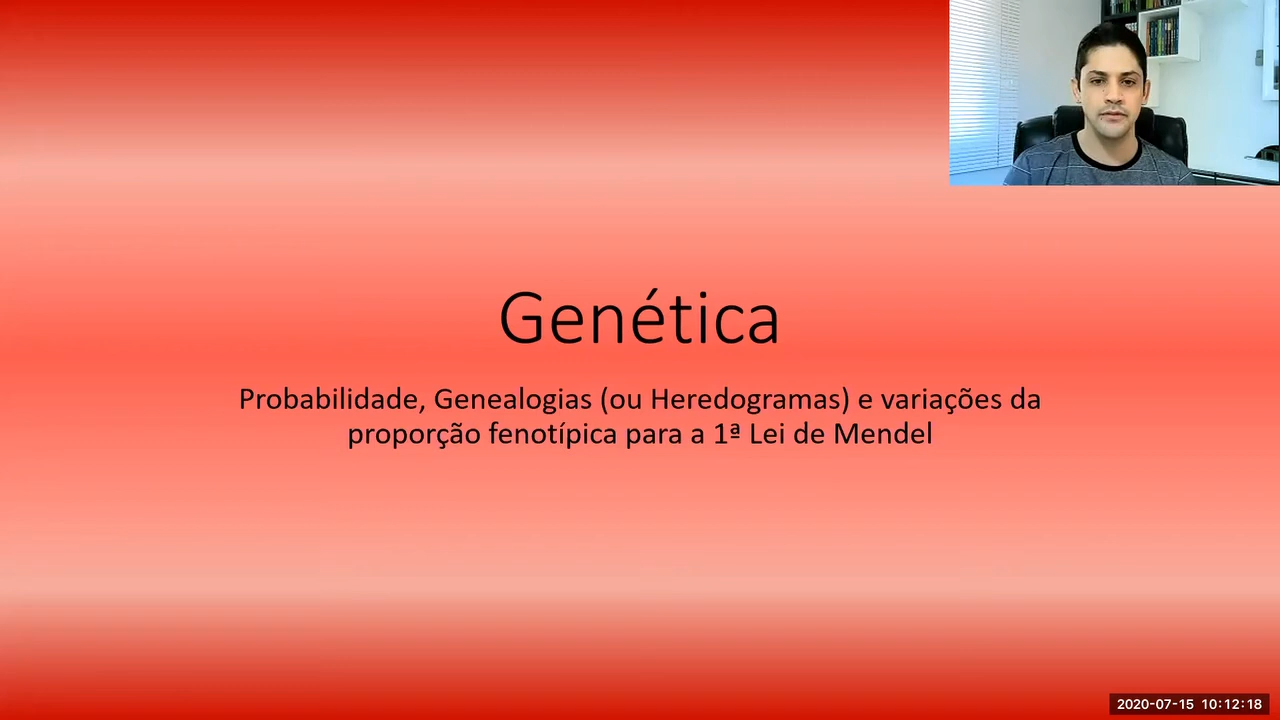 Genética
Probabilidade, Genealogias (ou Heredogramas) e variações da
proporção fenotípica para a 1ª Lei de Mendel
2020-07-15 10:12:18